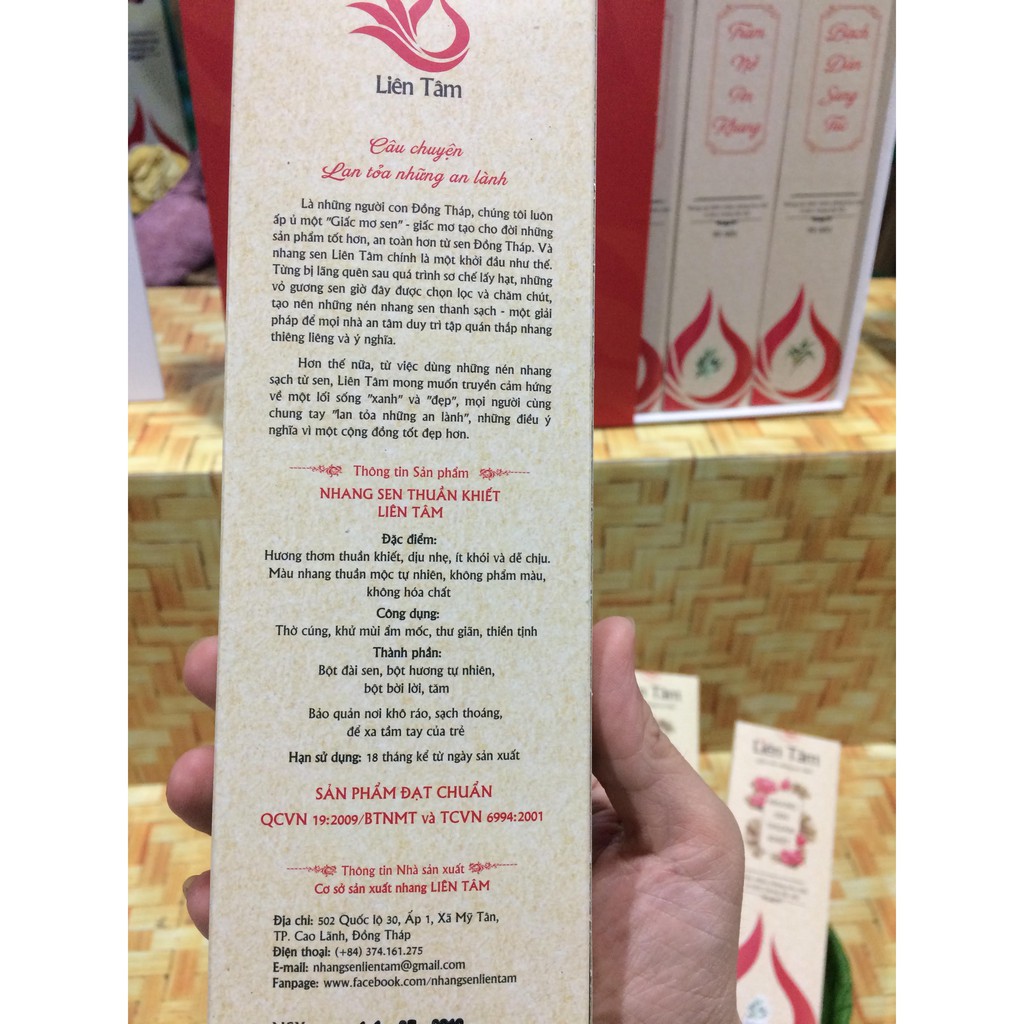 Liên Tâm
Câu chuyện
Lan tỏa những an lành
Là những người con Đồng Tháp, chúng tôi luôn
ấp ủ một "Giấc mơ sen" - giấc mơ tạo cho đời những
sản phẩm tốt hơn, an toàn hơn từ sen Đồng Tháp. Và
nhang sen Liên Tâm chính là một khởi đầu như thế.
Từng bị lãng quên sau quá trình sơ chế lấy hạt, những
vỏ gương sen giờ đây được chọn lọc và chăm chút,
tạo nên những nén nhang sen thanh sạch - một giải
pháp để mọi nhà an tâm duy trì tập quán thắp nhang
thiêng liêng và ý nghĩa.
Hơn thế nữa, từ việc dùng những nén nhang
sạch từ sen, Liên Tâm mong muốn truyền cảm hứng
về một lối sống "xanh" và "đẹp", mọi người cùng
chung tay "lan tỏa những an lành", những điều ý
nghĩa vì một cộng đồng tốt đẹp hơn.
Thông tin Sản phẩm
NHANG SEN THUẦN KHIẾT
LIÊN TÂM
Đặc điểm:
Hương thơm thuần khiết, dịu nhẹ, ít khói và dễ chịu.
Màu nhang thuần mộc tự nhiên, không phẩm màu,
không hóa chất
Công dụng:
Thờ cúng, khử mùi ẩm mốc, thư giãn, thiền tịnh
Thành phần:
Bột đài sen, bột hương tự nhiên,
bột bời lời, tăm
Bảo quản nơi khô ráo, sạch thoáng,
để xa tầm tay của trẻ
Hạn sử dụng: 18 tháng kể từ ngày sản xuất
SẢN PHẨM ĐẠT CHUẨN
QCVN 19:2009/BTNMT và TCVN 6994:2001
Thông tin Nhà sản xuất
Cơ sở sản xuất nhang LIÊN TÂM
Địa chỉ: 502 Quốc lộ 30, Ấp 1, Xã Mỹ Tân,
TP. Cao Lãnh, Đồng Tháp
Điện thoại: (+84) 374.161.275
E-mail: nhangsenlientam@gmail.com
Fanpage: www.facebook.com/nhangsenlientam
Trầm
Nở
An
Khang
Bạch
Đàn
Sung
Túc
Tâm
Liên Tâm